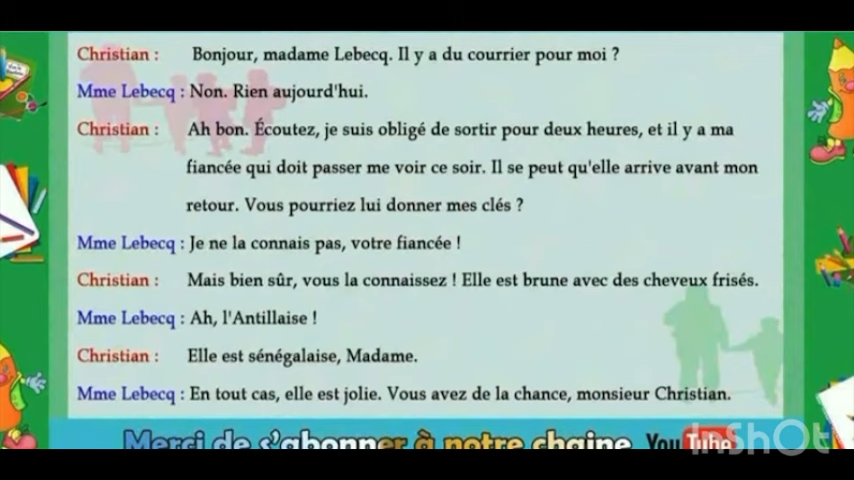 Christian : Bonjour, madame Lebecq. Il y a du courrier pour moi ?
Mme Lebecq : Non. Rien aujourd'hui.
Christian : Ah bon. Écoutez, je suis obligé de sortir pour deux heures, et il y a ma
fiancée qui doit passer me voir ce soir. Il se peut qu'elle arrive avant mon
retour. Vous pourriez lui donner mes clés ?
Mme Lebecq : Je ne la connais pas, votre fiancée !
Christian : Mais bien sûr, vous la connaissez ! Elle est brune avec des cheveux frisés.
Mme Lebecq : Ah, l'Antillaise !
Christian : Elle est sénégalaise, Madame.
Mme Lebecq : En tout cas, elle est jolie. Vous avez de la chance, monsieur Christian.
Merci de s'abonner à notre chaine YouTube
InShOt